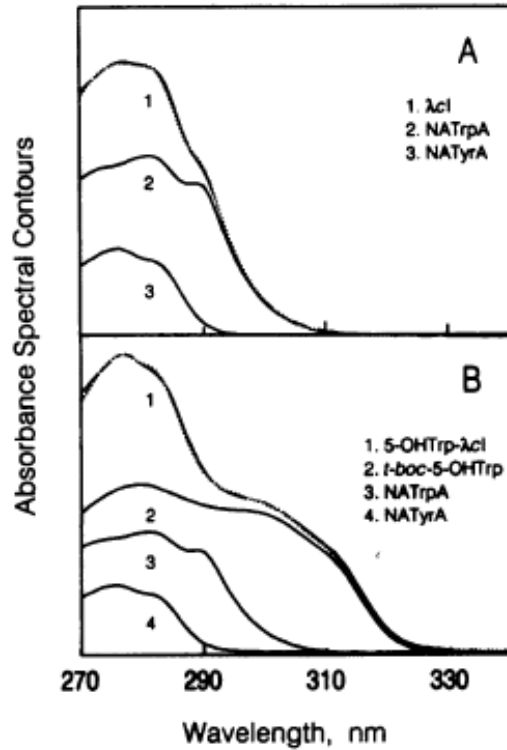 Absorbance Spectral Contours
A
1. λcI
2. NATrpA
3. NATyrA
1
2
3
B
1. 5-OHTrp-λcI
2. t-boc-5-OHTrp
3. NATrpA
4. NATyrA
1
2
3
4
270 290 310 330
Wavelength, nm